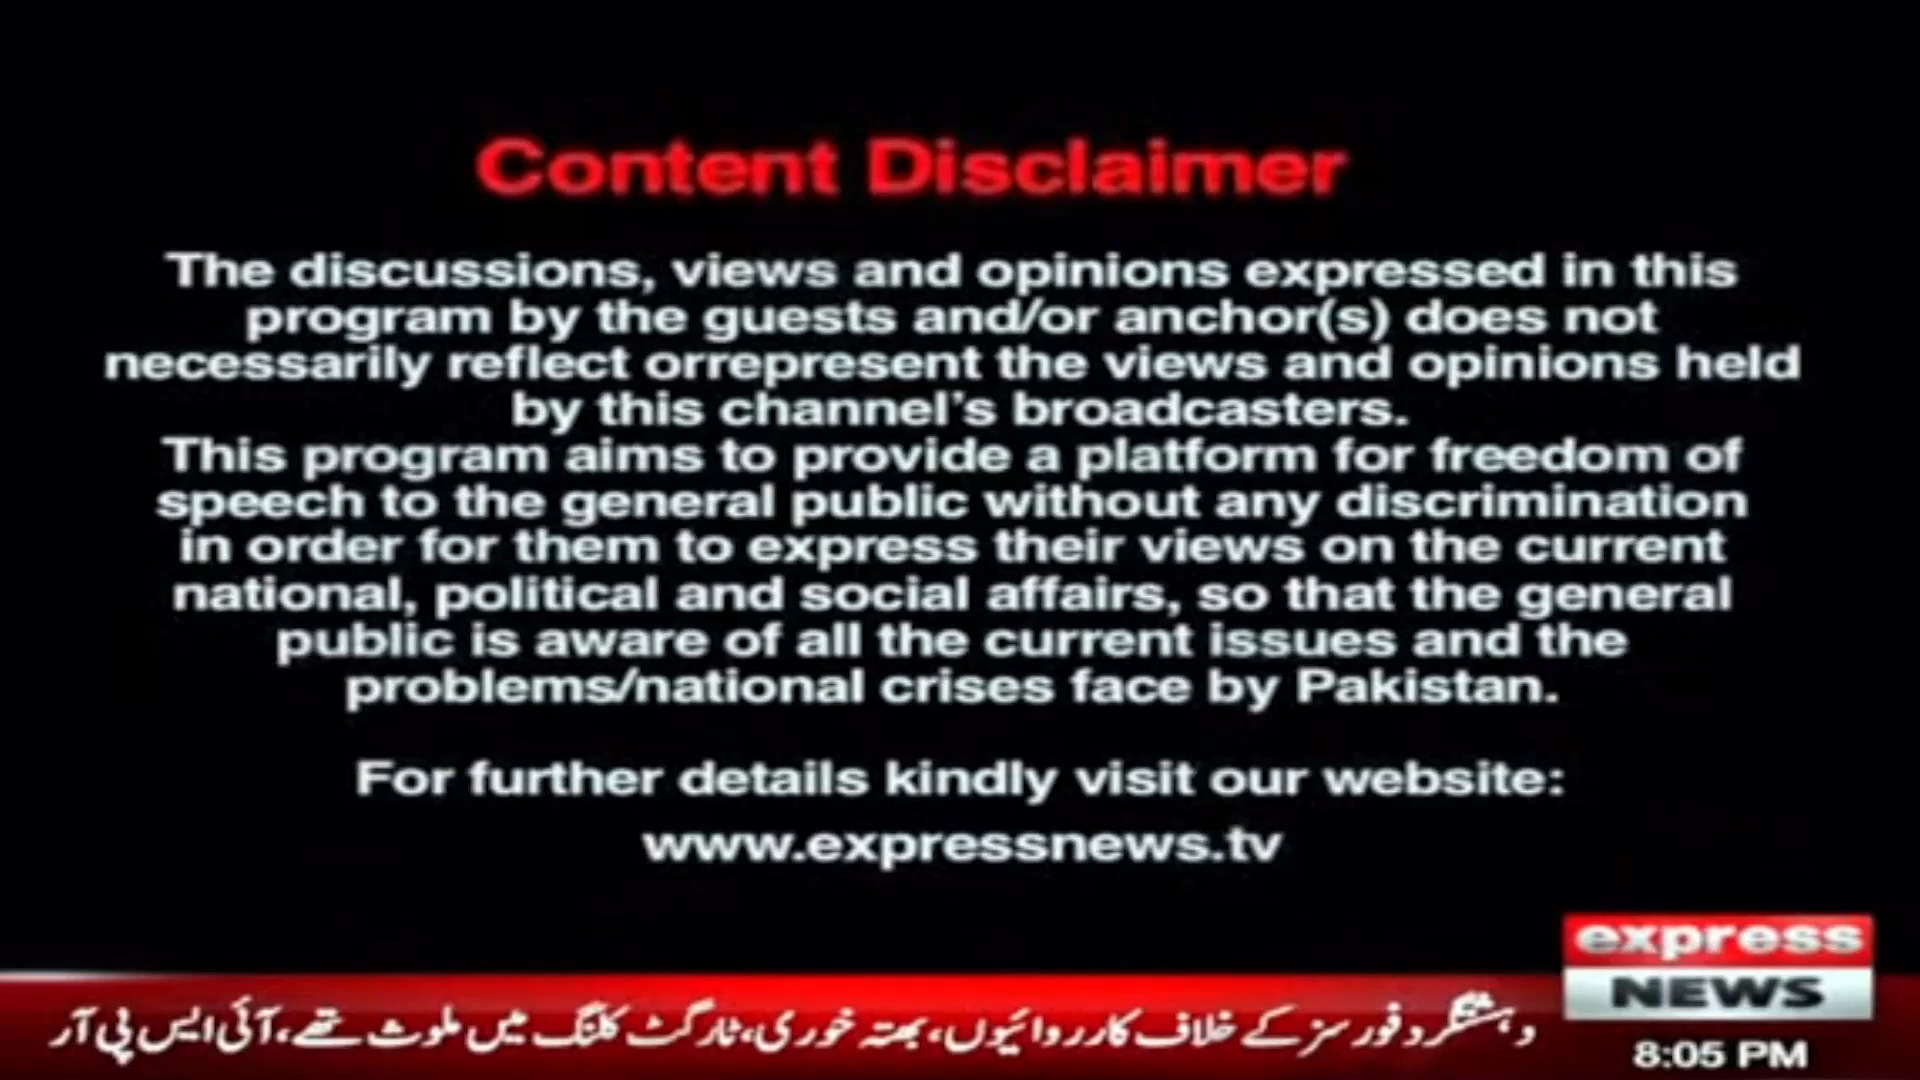 Content Disclaimer
The discussions, views and opinions expressed in this
program by the guests and/or anchor(s) does not
necessarily reflect orrepresent the views and opinions held
by this channel's broadcasters.
This program aims to provide a platform for freedom of
speech to the general public without any discrimination
in order for them to express their views on the current
national, political and social affairs, so that the general
public is aware of all the current issues and the
problems/national crises face by Pakistan.
For further details kindly visit our website:
www.expressnews.tv
express
NEWS
دہشتگرد فورسز کے خلاف کارروائیوں، بھتہ خوری، ٹارگٹ کلنگ میں ملوث تھے، آئی ایس پی آر
8:05 PM